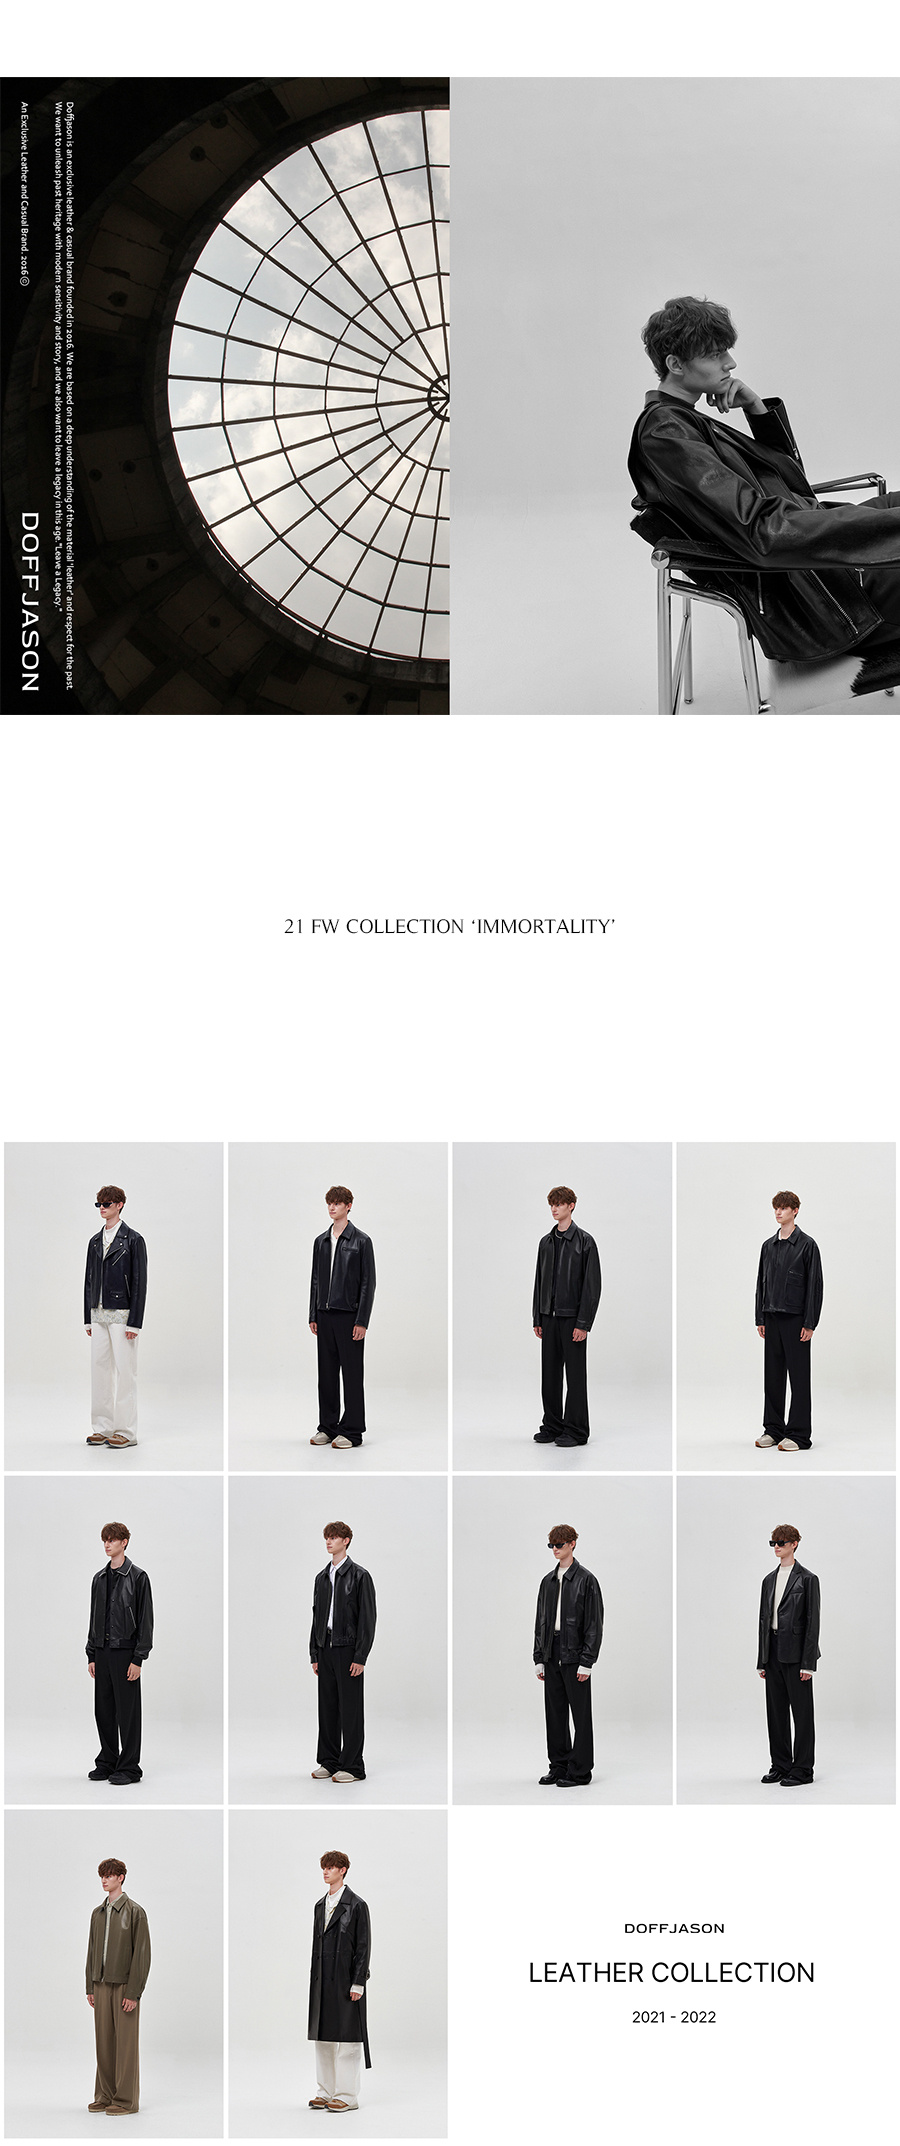 Doffjason is an exclusive leather & casual brand founded in 2016. We are based on a deep understanding of the material 'leather' and respect for the past.
We want to unleash past heritage with modern sensitivity and story, and we also want to leave a legacy in this age. "Leave a Legacy."
An Exclusive Leather and Casual Brand. 2016 ©
DOFFJASON
21 FW COLLECTION ‘IMMORTALITY’
DOFFJASON
LEATHER COLLECTION
2021 - 2022